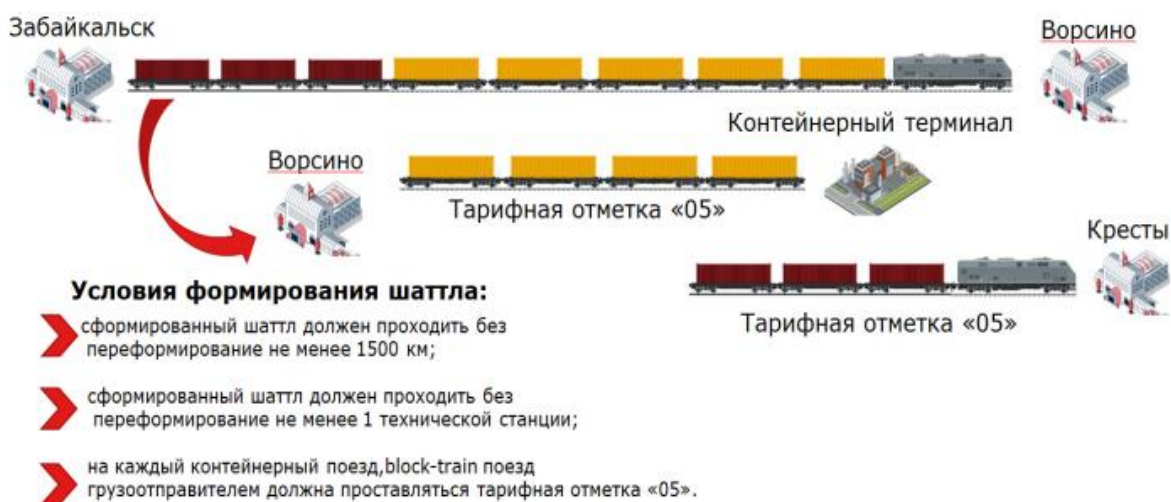 Забайкальск
Ворсино
Контейнерный терминал
Ворсино
Тарифная отметка «05»
Кресты
Тарифная отметка «05»
Условия формирования шаттла:
сформированный шаттл должен проходить без
переформирование не менее 1500 км;
сформированный шаттл должен проходить без
переформирование не менее 1 технической станции;
на каждый контейнерный поезд,block-train поезд
грузоотправителем должна проставляться тарифная отметка «05».